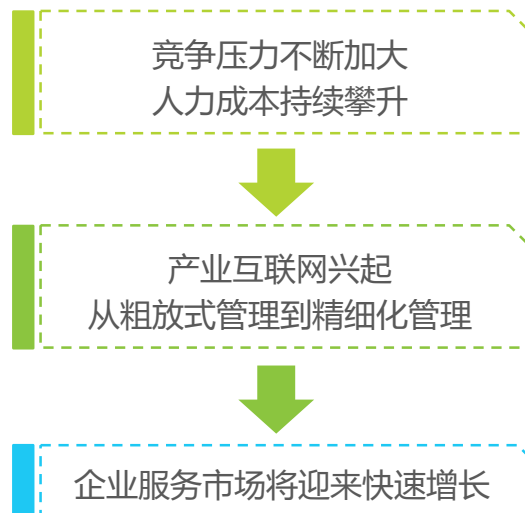 竞争压力不断加大
人力成本持续攀升
产业互联网兴起
从粗放式管理到精细化管理
企业服务市场将迎来快速增长